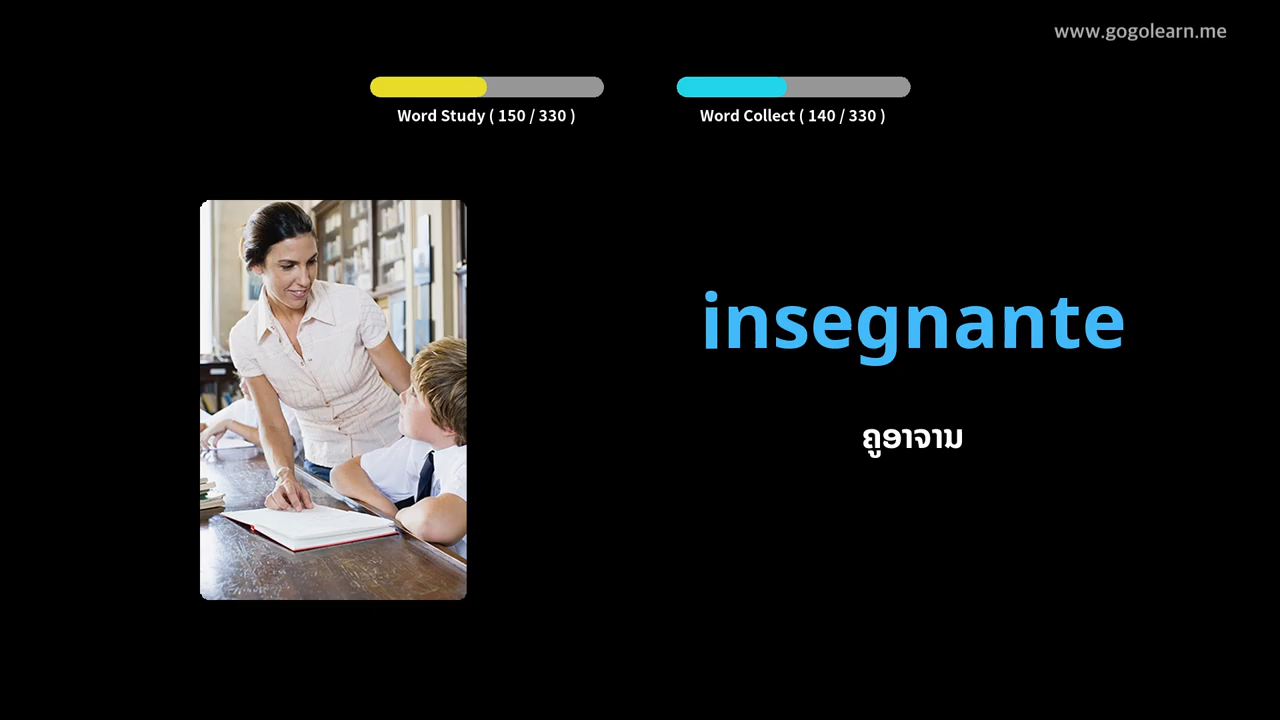 www.gogolearn.me
Word Study ( 150 / 330 )
Word Collect ( 140 / 330 )
insegnante
ຄູອາຈານ